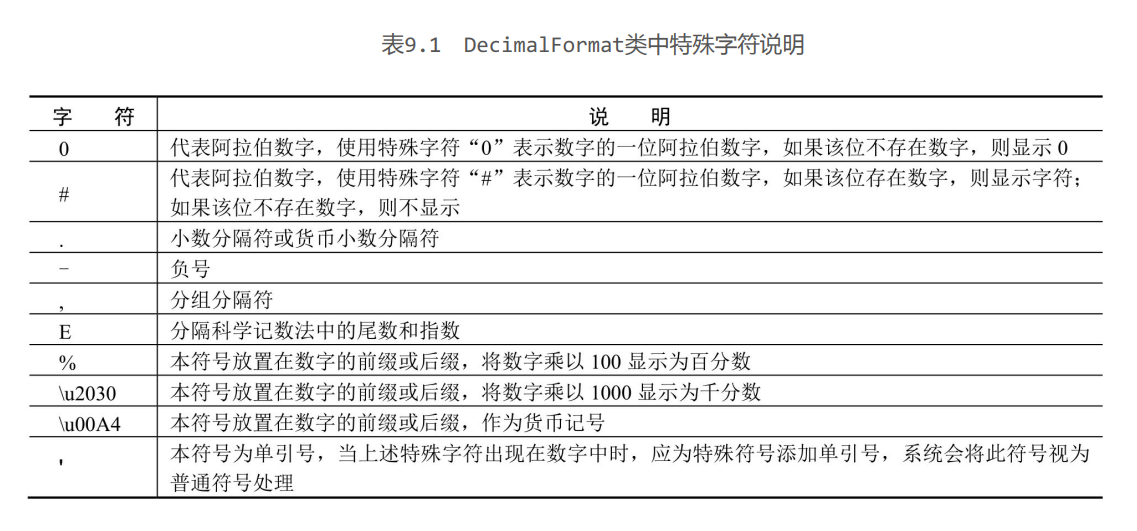 表9.1 DecimalFormat类中特殊字符说明
字 符 说 明
0 代表阿拉伯数字，使用特殊字符“0”表示数字的一位阿拉伯数字，如果该位不存在数字，则显示 0
# 代表阿拉伯数字，使用特殊字符“#”表示数字的一位阿拉伯数字，如果该位存在数字，则显示字符；
如果该位不存在数字，则不显示
. 小数分隔符或货币小数分隔符
- 负号
, 分组分隔符
E 分隔科学记数法中的尾数和指数
% 本符号放置在数字的前缀或后缀，将数字乘以 100 显示为百分数
\u2030 本符号放置在数字的前缀或后缀，将数字乘以 1000 显示为千分数
\u00A4 本符号放置在数字的前缀或后缀，作为货币记号
' 本符号为单引号，当上述特殊字符出现在数字中时，应为特殊符号添加单引号，系统会将此符号视为
普通符号处理